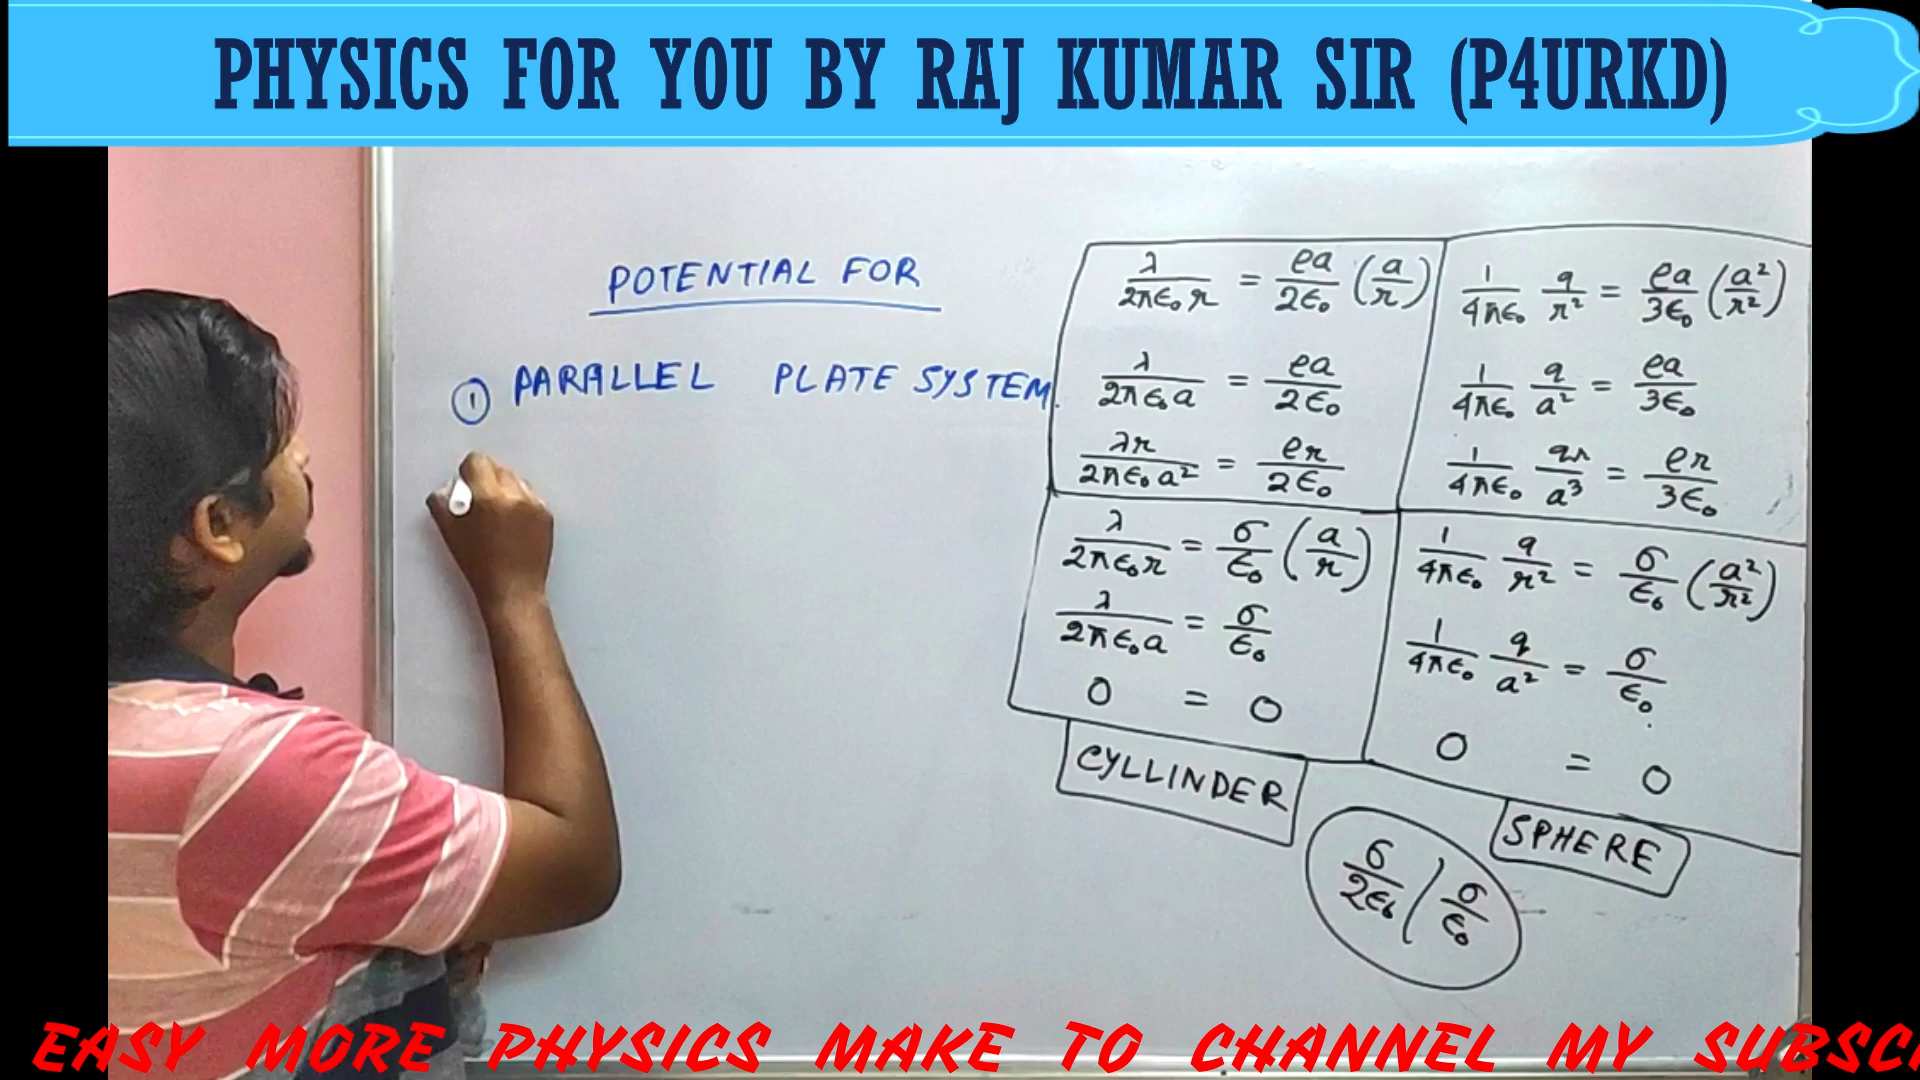 PHYSICS FOR YOU BY RAJ KUMAR SIR (P4URKD)
POTENTIAL FOR
① PARALLEL PLATE SYSTEM.
λ/2πϵ₀r = ρa/2ϵ₀ (a/r)
λ/2πϵ₀a = ρa/2ϵ₀
λr/2πϵ₀a² = ρr/2ϵ₀
1/4πϵ₀ q/r² = ρa/3ϵ₀ (a²/r²)
1/4πϵ₀ q/a² = ρa/3ϵ₀
1/4πϵ₀ qr/a³ = ρr/3ϵ₀
λ/2πϵ₀r = σ/ϵ₀ (a/r)
λ/2πϵ₀a = σ/ϵ₀
0 = 0
1/4πϵ₀ q/r² = σ/ϵ₀ (a²/r²)
1/4πϵ₀ q/a² = σ/ϵ₀
0 = 0
CYLLINDER
SPHERE
σ/2ϵ₀ / σ/ϵ₀
EASY MORE PHYSICS MAKE TO CHANNEL MY SUBSC